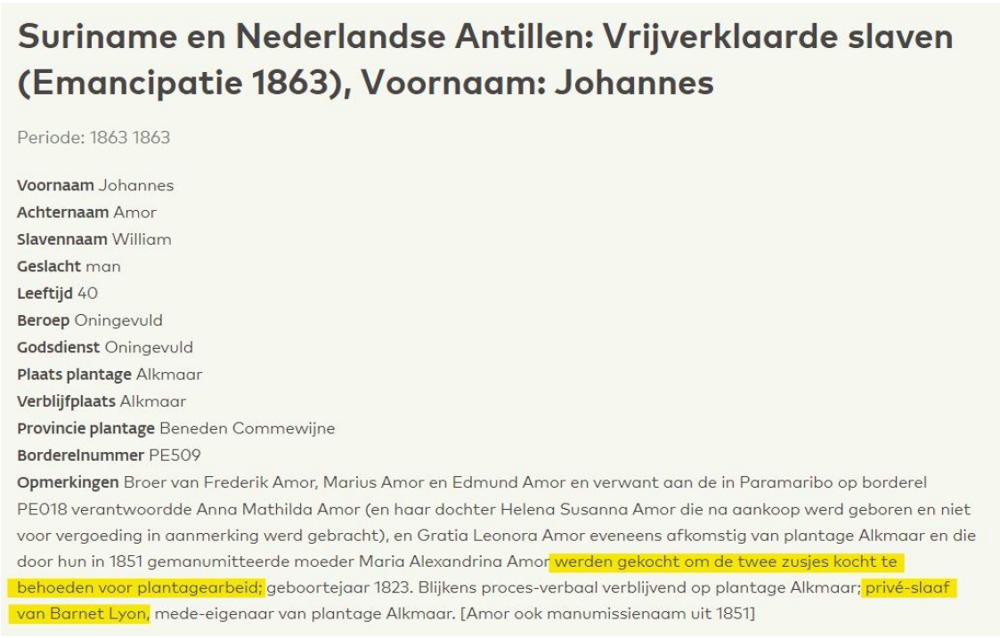 Suriname en Nederlandse Antillen: Vrijverklaarde slaven
(Emancipatie 1863), Voornaam: Johannes
Periode: 1863 1863
Voornaam Johannes
Achternaam Amor
Slavennaam William
Geslacht man
Leeftijd 40
Beroep Oningevuld
Godsdienst Oningevuld
Plaats plantage Alkmaar
Verblijfplaats Alkmaar
Provincie plantage Beneden Commewijne
Borderelnummer PE509
Opmerkingen Broer van Frederik Amor, Marius Amor en Edmund Amor en verwant aan de in Paramaribo op borderel
PE018 verantwoordde Anna Mathilda Amor (en haar dochter Helena Susanna Amor die na aankoop werd geboren en niet
voor vergoeding in aanmerking werd gebracht), en Gratia Leonora Amor eveneens afkomstig van plantage Alkmaar en die
door hun in 1851 gemanumitteerde moeder Maria Alexandrina Amor werden gekocht om de twee zusjes kocht te
behoeden voor plantagearbeid; geboortejaar 1823. Blijkens proces-verbaal verblijvend op plantage Alkmaar; privé-slaaf
van Barnet Lyon, mede-eigenaar van plantage Alkmaar. [Amor ook manumissienaam uit 1851]